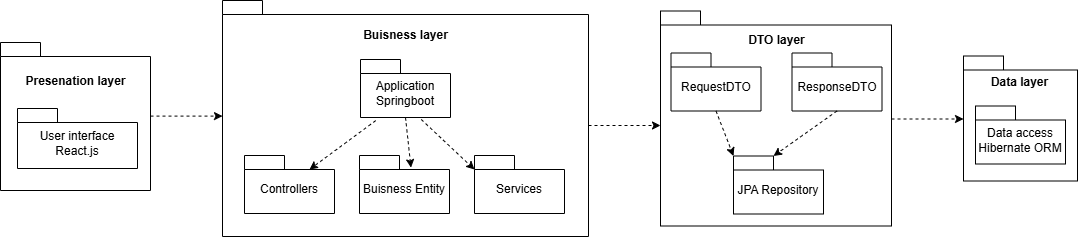 Presenation layer
User interface
React.js
Buisness layer
Application
Springboot
Controllers
Buisness Entity
Services
DTO layer
RequestDTO
ResponseDTO
JPA Repository
Data layer
Data access
Hibernate ORM